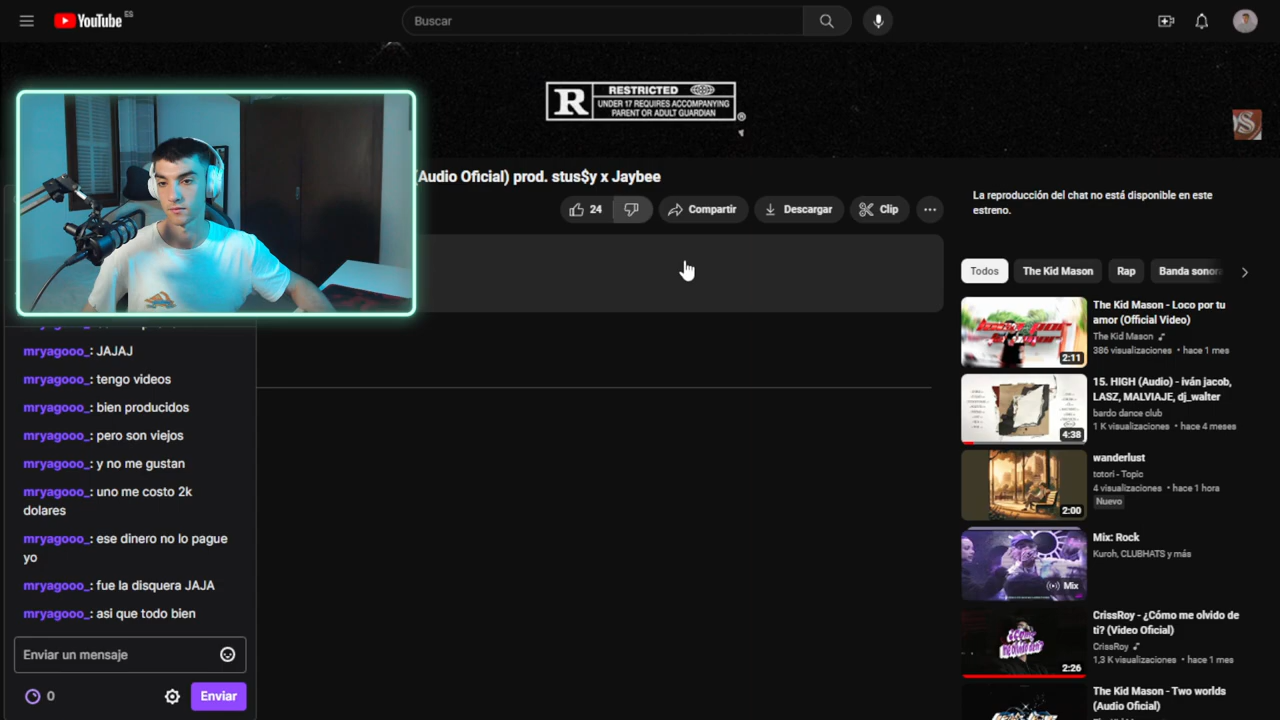 YouTube ES
Buscar
R
RESTRICTED
UNDER 17 REQUIRES ACCOMPANYING
PARENT OR ADULT GUARDIAN
®
S
(Audio Oficial) prod. stus$y x Jaybee
24
Compartir
Descargar
Clip
La reproducción del chat no está disponible en este
estreno.
Todos
The Kid Mason
Rap
Banda sonora
mryagooo_: JAJAJ
mryagooo_: tengo videos
mryagooo_: bien producidos
mryagooo_: pero son viejos
mryagooo_: y no me gustan
mryagooo_: uno me costo 2k
dolares
mryagooo_: ese dinero no lo pague
yo
mryagooo_: fue la disquera JAJA
mryagooo_: asi que todo bien
Enviar un mensaje
0
Enviar
2:11
The Kid Mason - Loco por tu
amor (Official Video)
The Kid Mason
386 visualizaciones • hace 1 mes
4:38
15. HIGH (Audio) - iván jacob,
LASZ, MALVIAJE, dj_walter
bardo dance club
1 K visualizaciones • hace 4 meses
2:00
wanderlust
totori - Topic
4 visualizaciones • hace 1 hora
Nuevo
Mix
Mix: Rock
Kuroh, CLUBHATS y más
2:26
CrissRoy - ¿Cómo me olvido de
ti? (Video Oficial)
CrissRoy
1,3 K visualizaciones • hace 1 mes
The Kid Mason - Two worlds
(Audio Oficial)